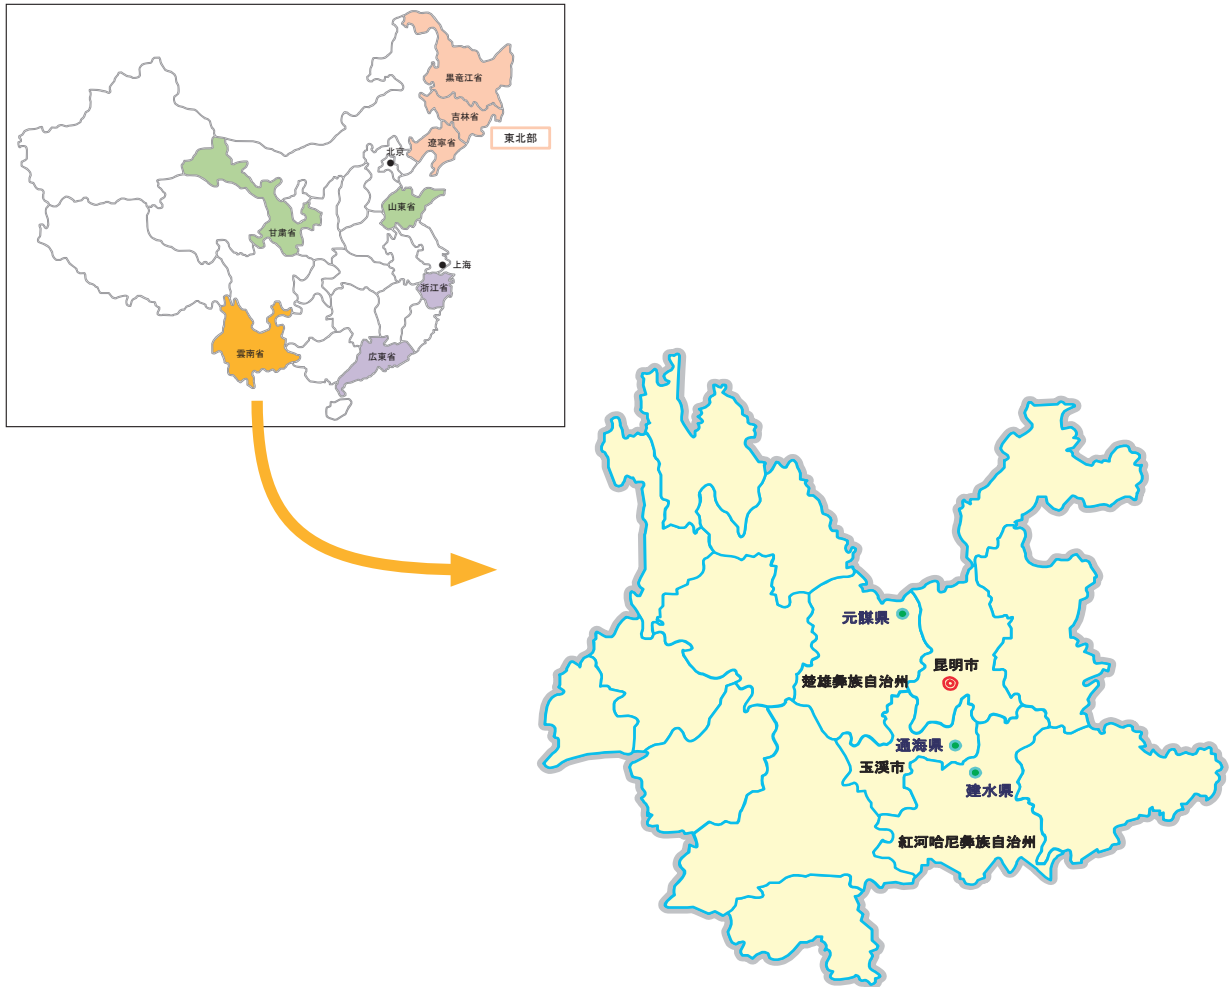 黒竜江省
吉林省
東北部
遼寧省
北京
山東省
甘粛省
上海
浙江省
雲南省
広東省
元謀県
昆明市
楚雄彝族自治州
通海県
玉溪市
建水県
紅河哈尼彝族自治州